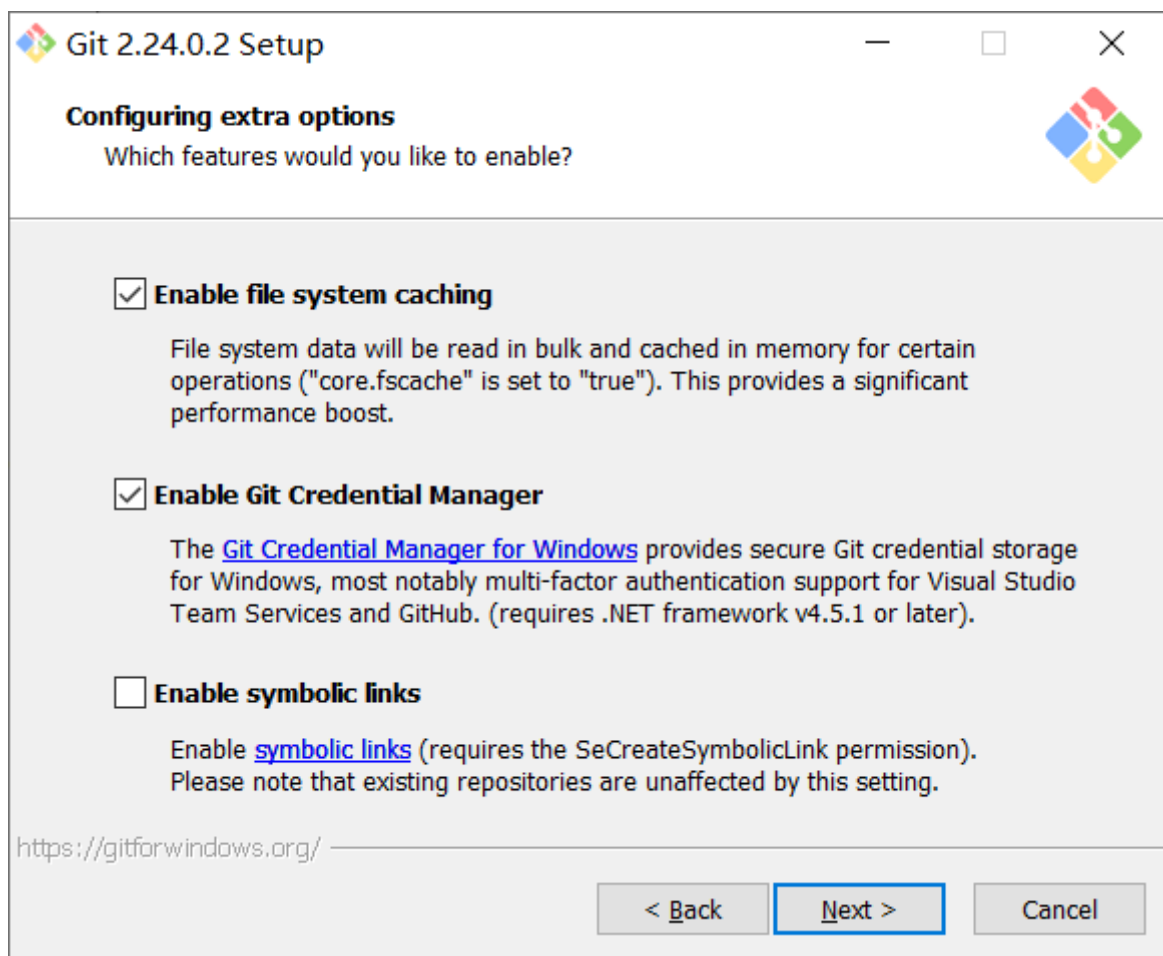 Git 2.24.0.2 Setup
Configuring extra options
Which features would you like to enable?
Enable file system caching
File system data will be read in bulk and cached in memory for certain
operations ("core.fscache" is set to "true"). This provides a significant
performance boost.
Enable Git Credential Manager
The Git Credential Manager for Windows provides secure Git credential storage
for Windows, most notably multi-factor authentication support for Visual Studio
Team Services and GitHub. (requires .NET framework v4.5.1 or later).
Enable symbolic links
Enable symbolic links (requires the SeCreateSymbolicLink permission).
Please note that existing repositories are unaffected by this setting.
https://gitforwindows.org/
< Back Next > Cancel